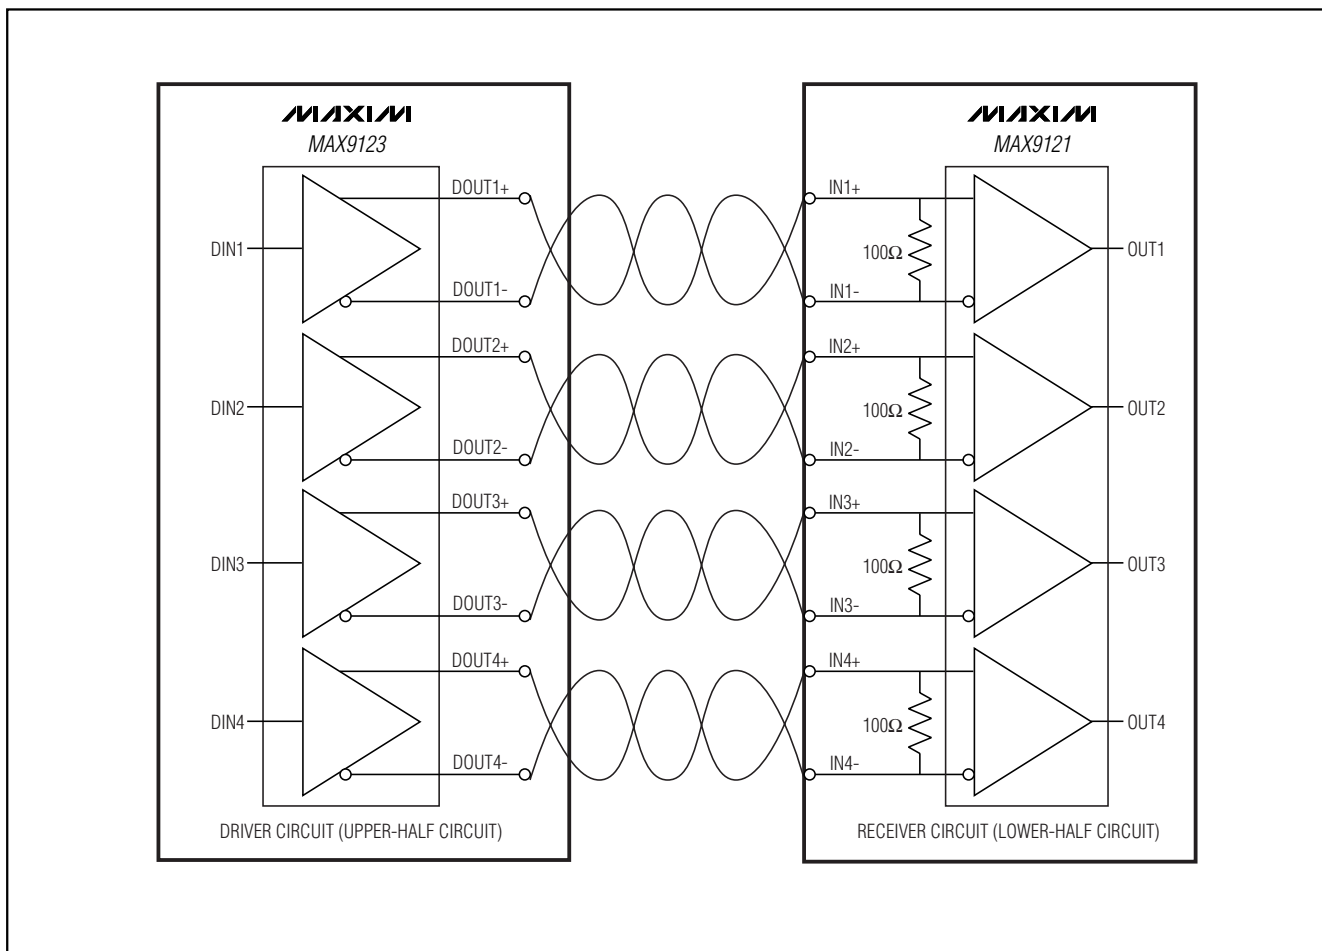 MAXIM
MAX9123
DIN1
DOUT1+
DOUT1-
DIN2
DOUT2+
DOUT2-
DIN3
DOUT3+
DOUT3-
DIN4
DOUT4+
DOUT4-
DRIVER CIRCUIT (UPPER-HALF CIRCUIT)
MAXIM
MAX9121
IN1+
100Ω
IN1-
OUT1
IN2+
100Ω
IN2-
OUT2
IN3+
100Ω
IN3-
OUT3
IN4+
100Ω
IN4-
OUT4
RECEIVER CIRCUIT (LOWER-HALF CIRCUIT)